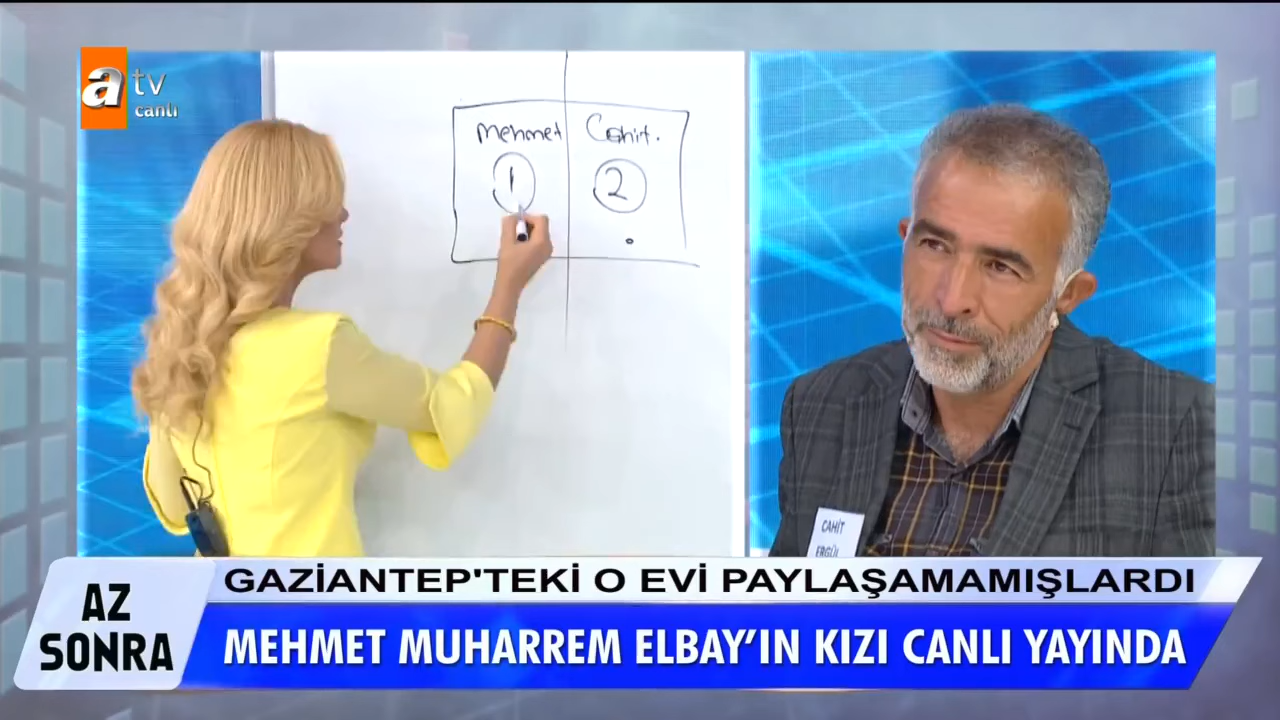 a tv
canlı
Mehmet Cahit.
1 2
CAHİT
ERGÜL
AZ
SONRA
GAZİANTEP'TEKİ O EVİ PAYLAŞAMAMIŞLARDI
MEHMET MUHARREM ELBAY'IN KIZI CANLI YAYINDA